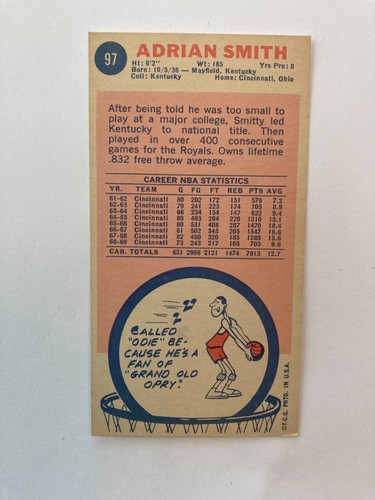 97
ADRIAN SMITH
Ht: 6'2" Wt: 185 Yrs Pro: 8
Born: 10/5/36 — Mayfield, Kentucky
Coll: Kentucky Home: Cincinnati, Ohio
After being told he was too small to
play at a major college, Smitty led
Kentucky to national title. Then
played in over 400 consecutive
games for the Royals. Owns lifetime
.832 free throw average.
CAREER NBA STATISTICS
YR. TEAM G FG FT REB PTS AVG
61-62 Cincinnati 80 202 172 151 576 7.2
62-63 Cincinnati 79 241 223 174 705 8.9
63-64 Cincinnati 66 234 154 147 622 9.4
64-65 Cincinnati 80 463 284 220 1210 15.1
65-66 Cincinnati 80 531 408 287 1470 18.4
66-67 Cincinnati 81 502 343 205 1347 16.6
67-68 Cincinnati 82 480 320 185 1280 15.6
68-69 Cincinnati 73 243 217 105 703 9.6
CAR. TOTALS 621 2896 2121 1474 7913 12.7
CALLED
"ODIE" BE-
CAUSE HE'S A
FAN OF
"GRAND OLD
OPRY".
©T.C.G. PRTD. IN U.S.A.